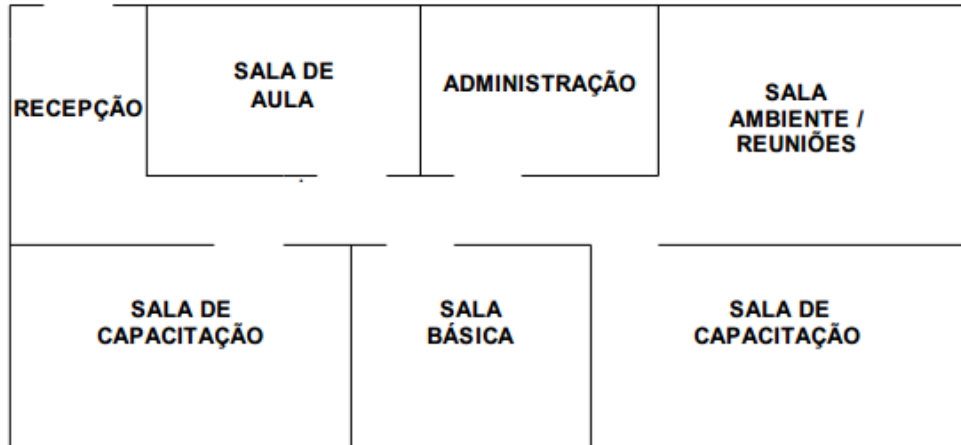 RECEPÇÃO
SALA DE
AULA
ADMINISTRAÇÃO
SALA
AMBIENTE /
REUNIÕES
SALA DE
CAPACITAÇÃO
SALA
BÁSICA
SALA DE
CAPACITAÇÃO